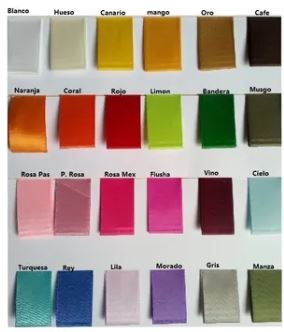 Blanco Hueso Canario mango Oro Cafe
Naranja Coral Rojo Limon Bandera Musgo
Rosa Pas P. Rosa Rosa Mex Fiusha Vino Cielo
Turquesa Rey Lila Morado Gris Manza